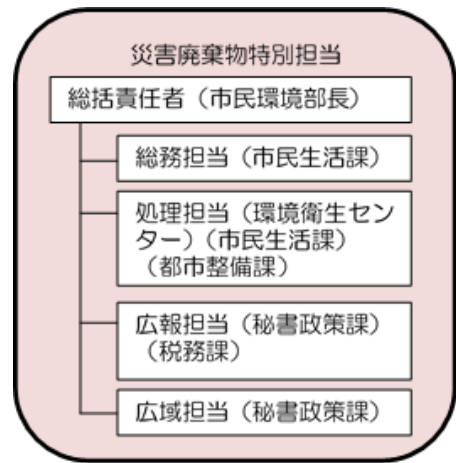 災害廃棄物特別担当
総括責任者（市民環境部長）
総務担当（市民生活課）
処理担当（環境衛生セン
ター）（市民生活課）
（都市整備課）
広報担当（秘書政策課）
（税務課）
広域担当（秘書政策課）